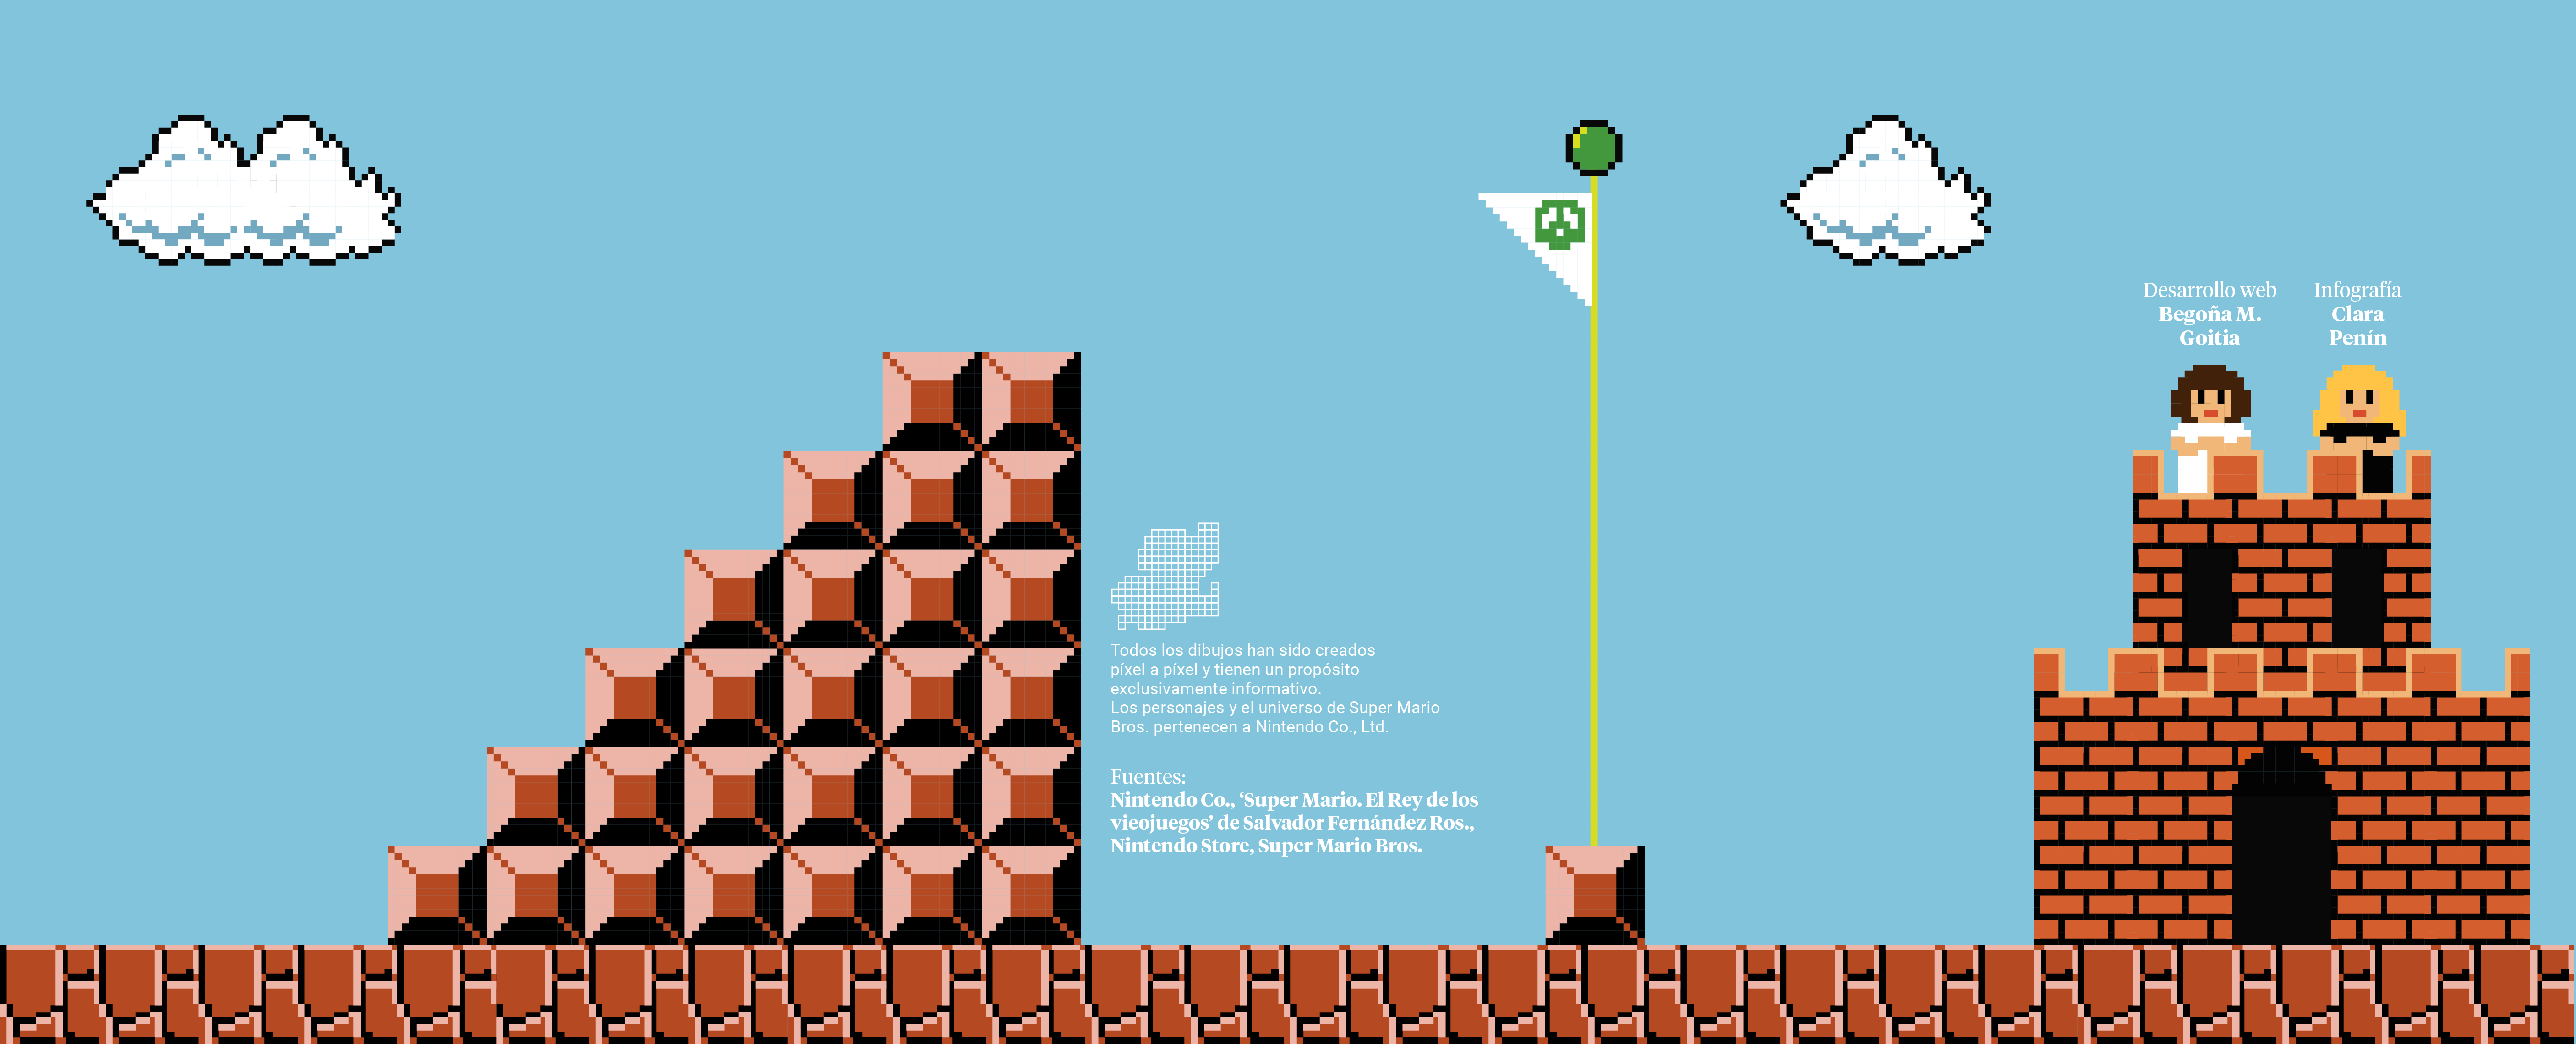 Desarrollo web
Begoña M.
Goitia
Infografía
Clara
Penín
Todos los dibujos han sido creados
píxel a píxel y tienen un propósito
exclusivamente informativo.
Los personajes y el universo de Super Mario
Bros. pertenecen a Nintendo Co., Ltd.
Fuentes:
Nintendo Co., ‘Super Mario. El Rey de los
vieojuegos’ de Salvador Fernández Ros.,
Nintendo Store, Super Mario Bros.